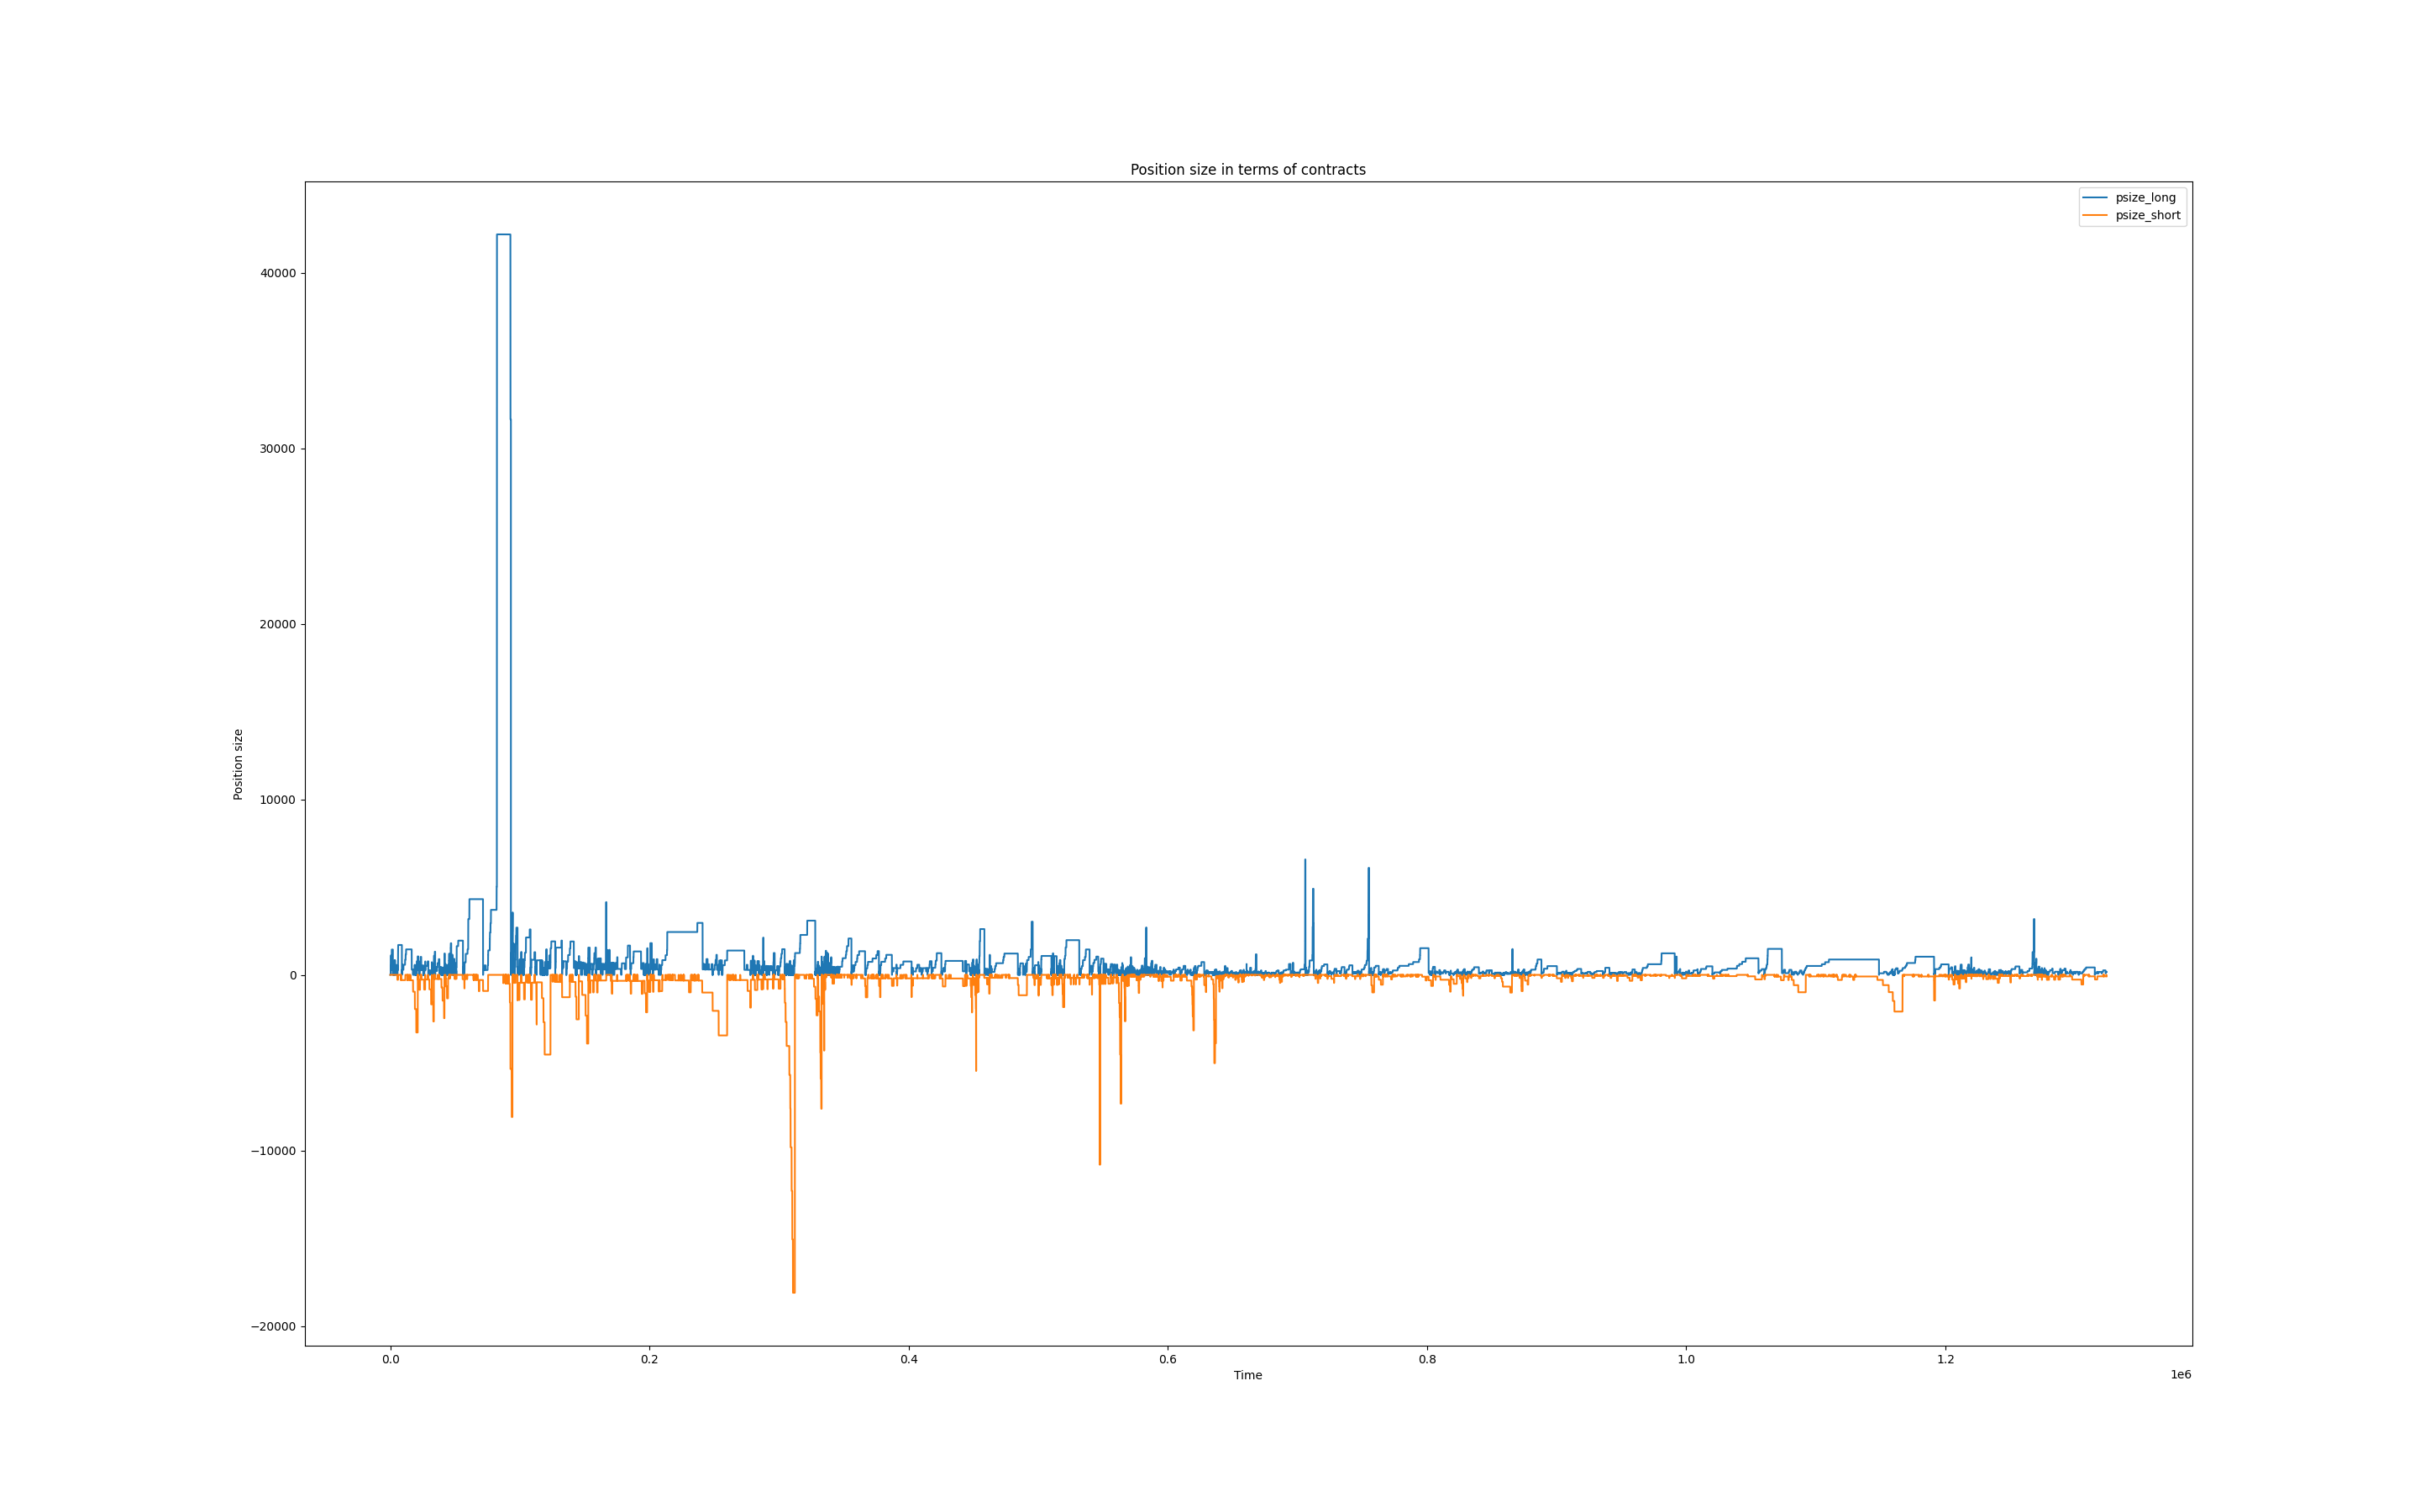 Position size in terms of contracts
psize_long
psize_short
40000
30000
20000
10000
0
−10000
−20000
Position size
0.0
0.2
0.4
0.6
0.8
1.0
1.2
1e6
Time